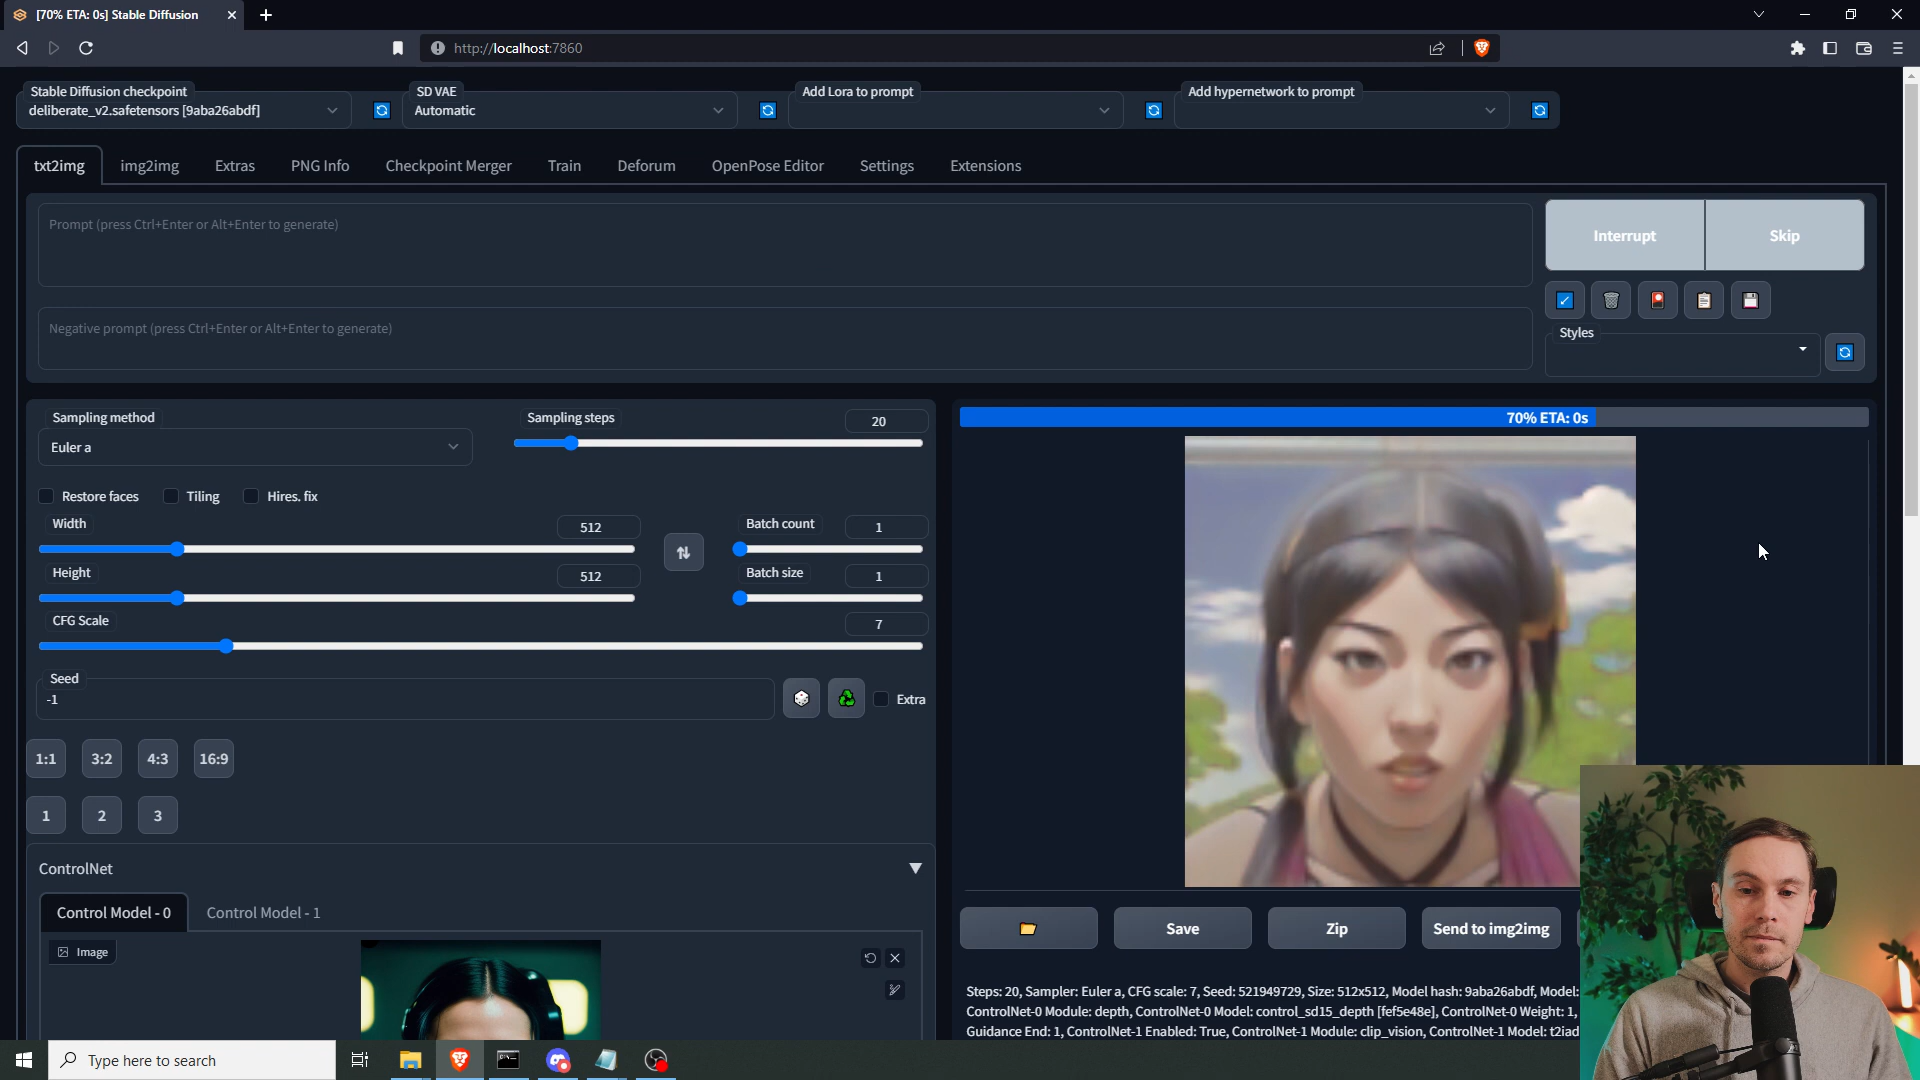 [70% ETA: 0s] Stable Diffusion
http://localhost:7860
Stable Diffusion checkpoint
deliberate_v2.safetensors [9aba26abdf]
SD VAE
Automatic
Add Lora to prompt
Add hypernetwork to prompt
txt2img
img2img
Extras
PNG Info
Checkpoint Merger
Train
Deforum
OpenPose Editor
Settings
Extensions
Prompt (press Ctrl+Enter or Alt+Enter to generate)
Interrupt
Skip
Negative prompt (press Ctrl+Enter or Alt+Enter to generate)
Styles
Sampling method
Euler a
Sampling steps
20
70% ETA: 0s
Restore faces
Tiling
Hires. fix
Width
512
Batch count
1
Height
512
Batch size
1
CFG Scale
7
Seed
-1
Extra
1:1
3:2
4:3
16:9
1
2
3
ControlNet
Control Model - 0
Control Model - 1
Image
Save
Zip
Send to img2img
Steps: 20, Sampler: Euler a, CFG scale: 7, Seed: 521949729, Size: 512x512, Model hash: 9aba26abdf, Model:
ControlNet-0 Module: depth, ControlNet-0 Model: control_sd15_depth [fef5e48e], ControlNet-0 Weight: 1,
Guidance End: 1, ControlNet-1 Enabled: True, ControlNet-1 Module: clip_vision, ControlNet-1 Model: t2iad
Type here to search